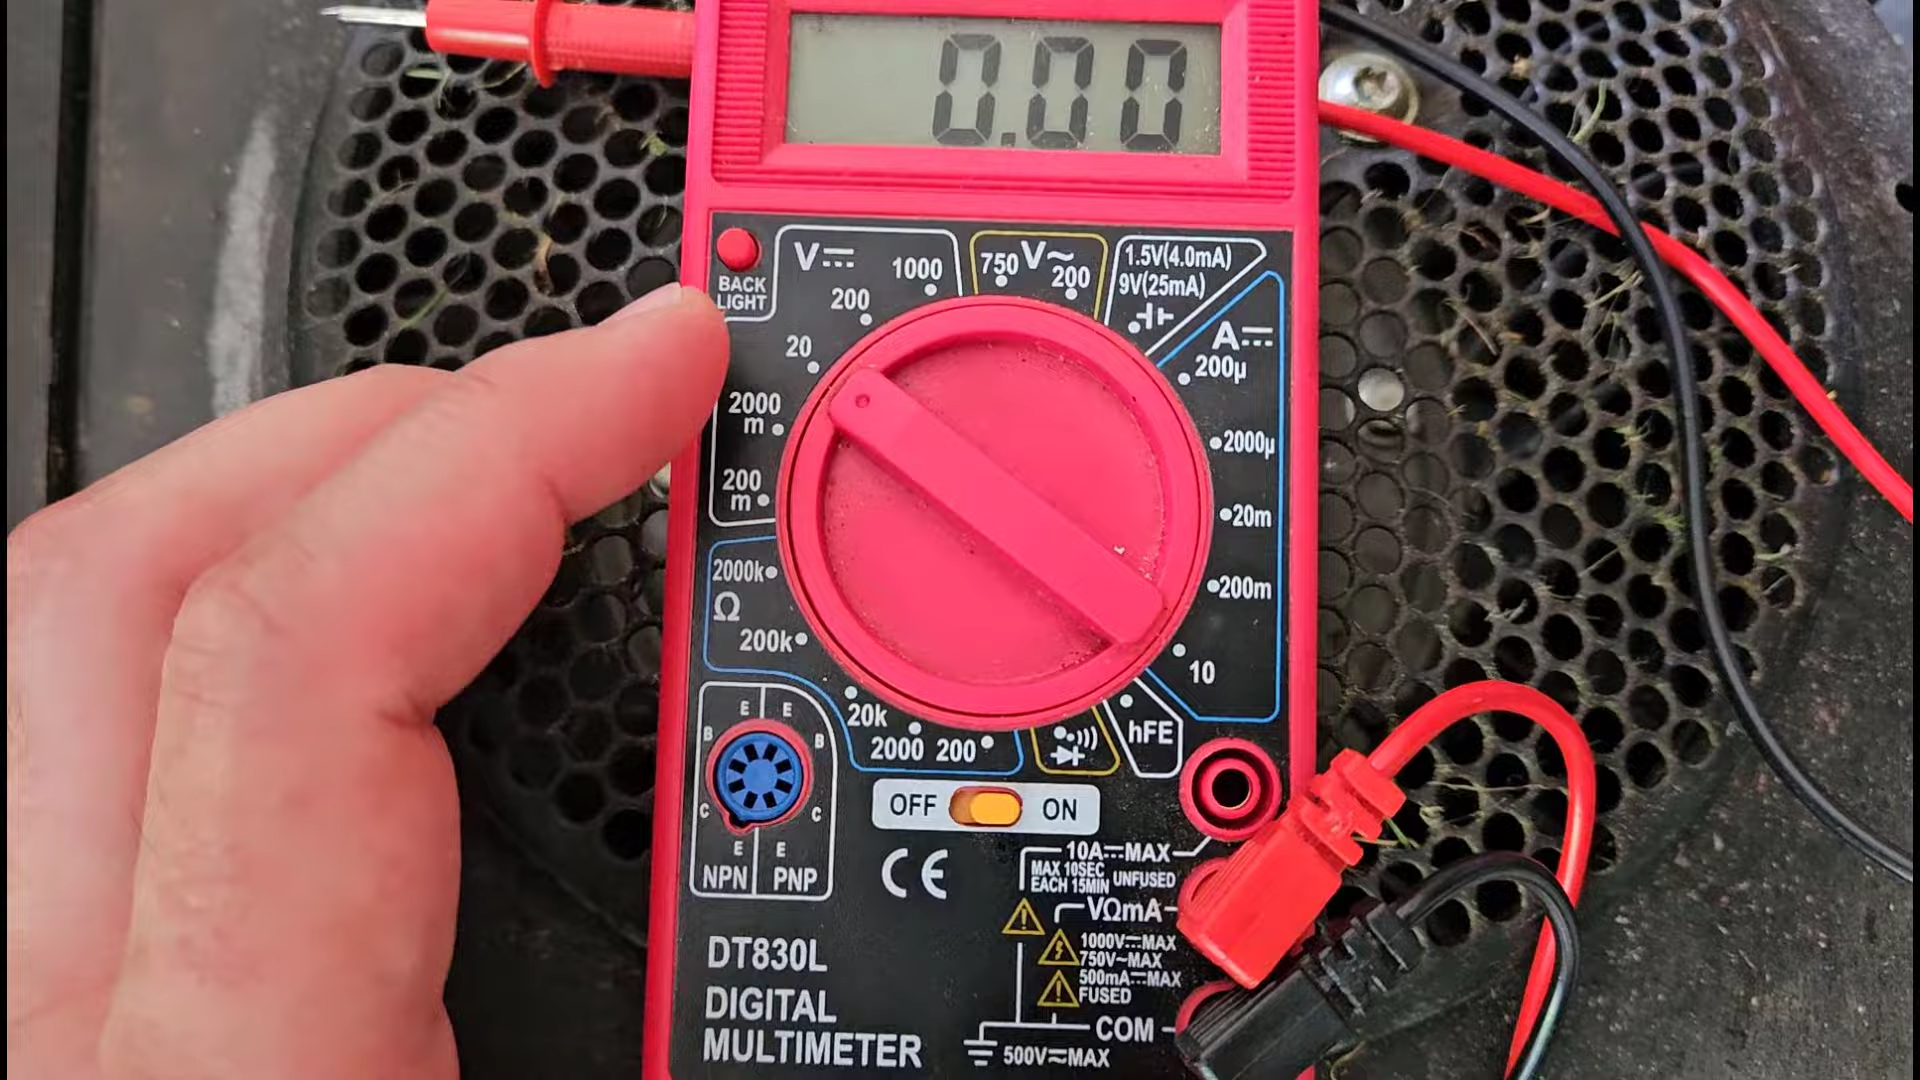 0.00
BACK
LIGHT
V⎓
1000
200
20
2000
m
200
m
750
V~
200
1.5V(4.0mA)
9V(25mA)
A⎓
200µ
2000µ
20m
200m
10
2000k
Ω
200k
20k
2000
200
hFE
E
E
B
B
C
C
E
E
NPN
PNP
OFF
ON
CE
10A⎓MAX
MAX 10SEC
EACH 15MIN
UNFUSED
VΩmA
1000V⎓MAX
750V~MAX
500mA⎓MAX
FUSED
COM
500V≂MAX
DT830L
DIGITAL
MULTIMETER